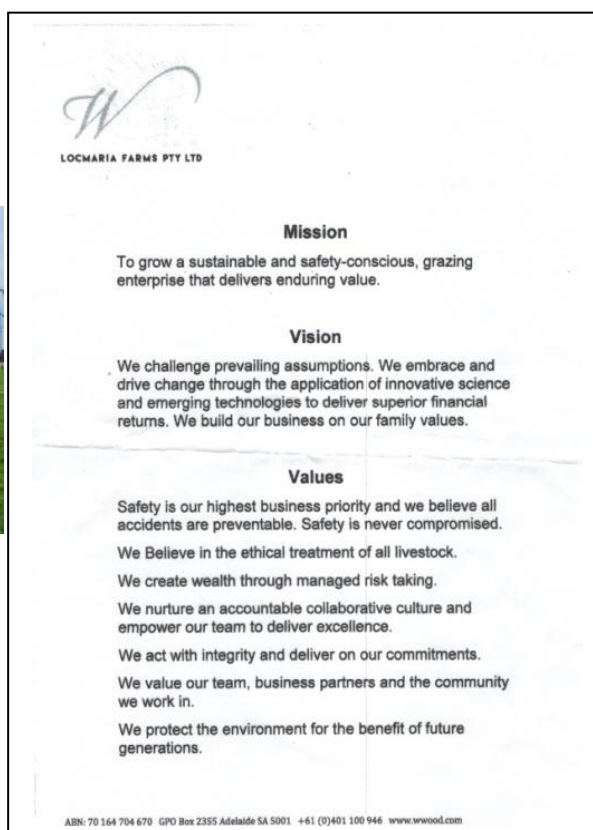 W
LOCMARIA FARMS PTY LTD
Mission
To grow a sustainable and safety-conscious, grazing
enterprise that delivers enduring value.
Vision
We challenge prevailing assumptions. We embrace and
drive change through the application of innovative science
and emerging technologies to deliver superior financial
returns. We build our business on our family values.
Values
Safety is our highest business priority and we believe all
accidents are preventable. Safety is never compromised.
We Believe in the ethical treatment of all livestock.
We create wealth through managed risk taking.
We nurture an accountable collaborative culture and
empower our team to deliver excellence.
We act with integrity and deliver on our commitments.
We value our team, business partners and the community
we work in.
We protect the environment for the benefit of future
generations.
ABN: 70 164 704 670 GPO Box 2355 Adelaide SA 5001 +61 (0)401 100 946 www.wwood.com